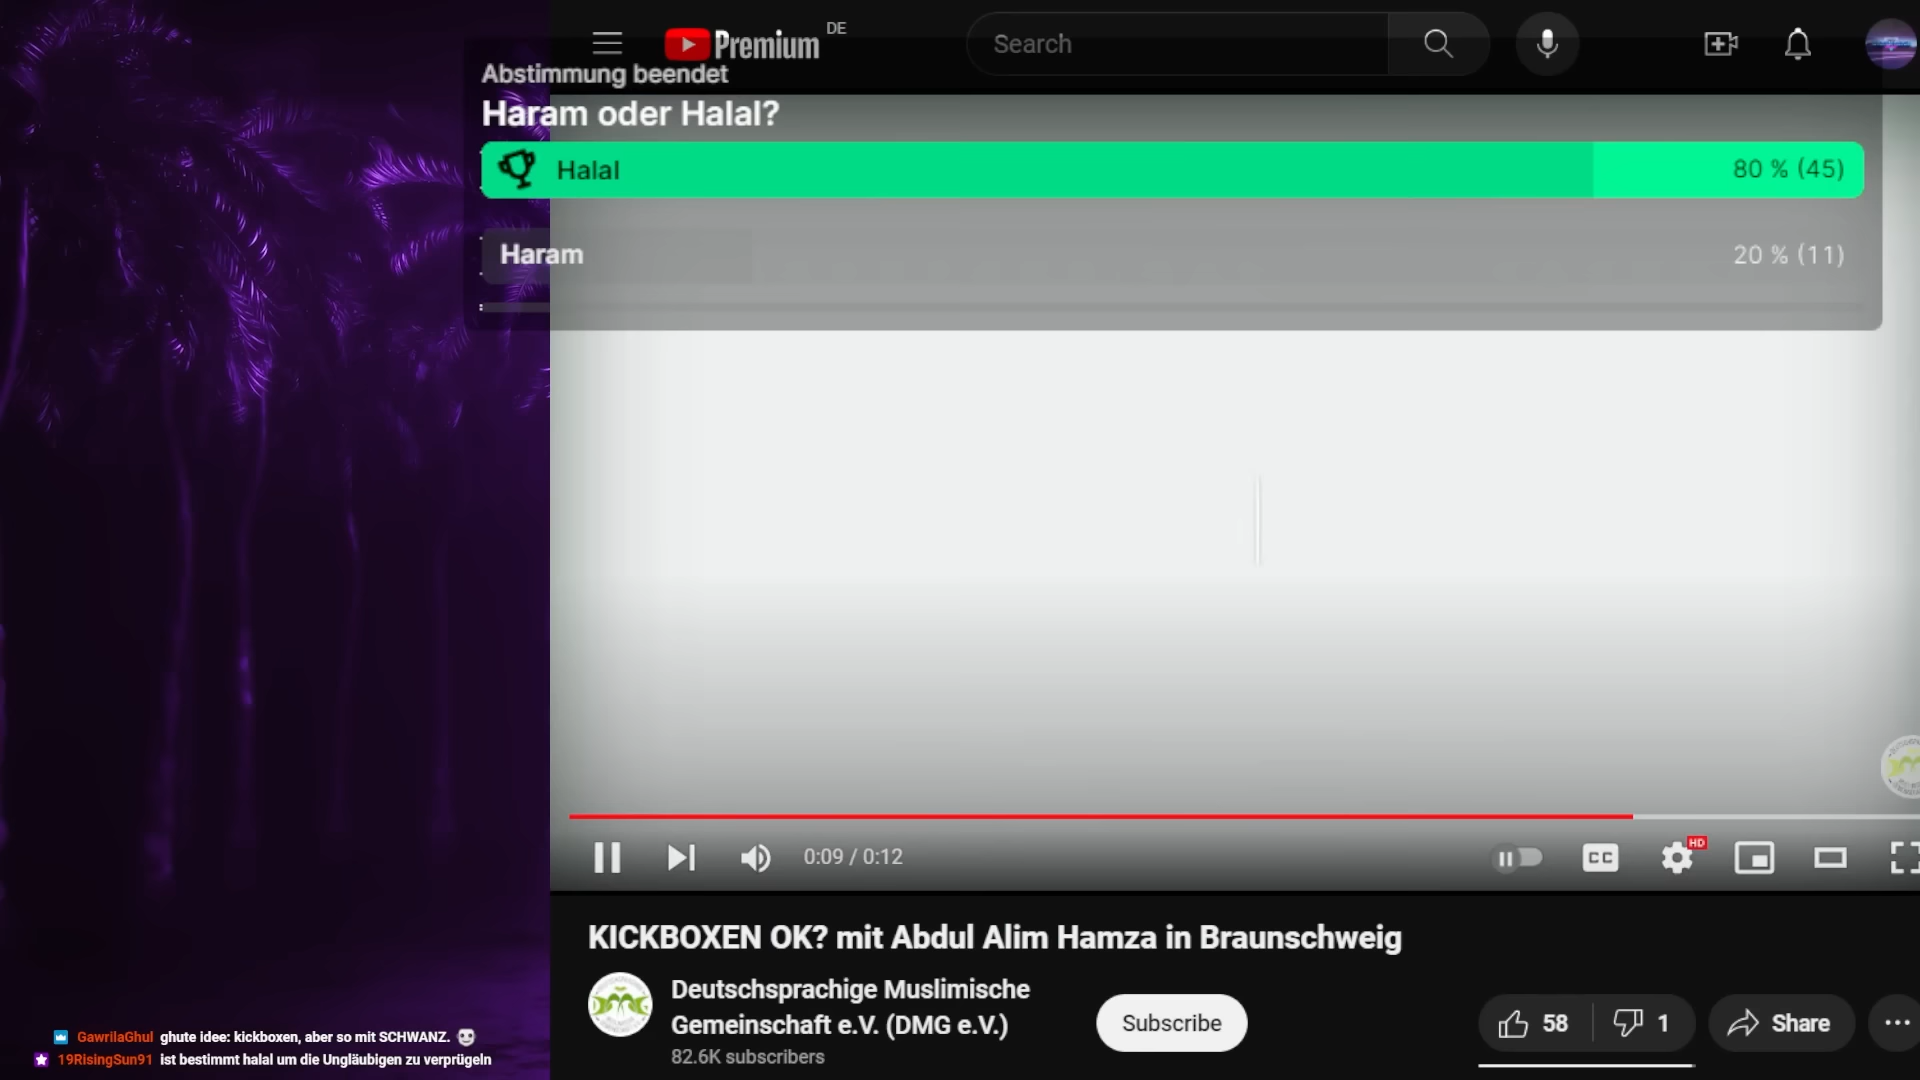 Premium DE
Search
Abstimmung beendet
Haram oder Halal?
Halal 80 % (45)
Haram 20 % (11)
0:09 / 0:12
CC
HD
KICKBOXEN OK? mit Abdul Alim Hamza in Braunschweig
Deutschsprachige Muslimische
Gemeinschaft e.V. (DMG e.V.)
82.6K subscribers
Subscribe
58
1
Share
GawrilaGhul ghute idee: kickboxen, aber so mit SCHWANZ.
19RisingSun91 ist bestimmt halal um die Ungläubigen zu verprügeln